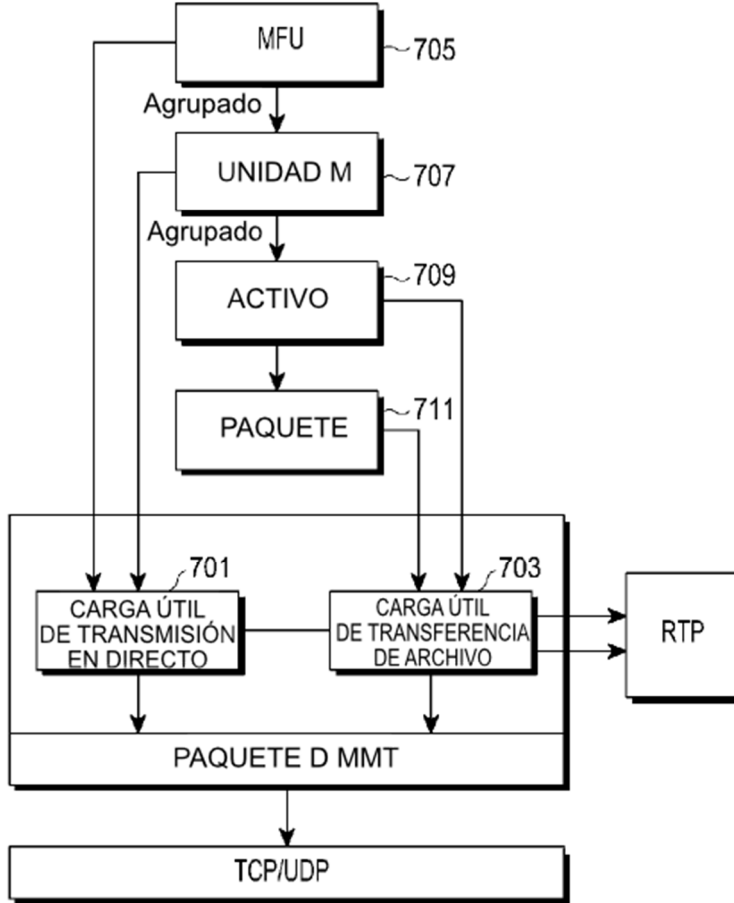 MFU
705
Agrupado
UNIDAD M
707
Agrupado
709
ACTIVO
711
PAQUETE
701
703
CARGA ÚTIL
DE TRANSMISIÓN
EN DIRECTO
CARGA ÚTIL
DE TRANSFERENCIA
DE ARCHIVO
RTP
PAQUETE D MMT
TCP/UDP